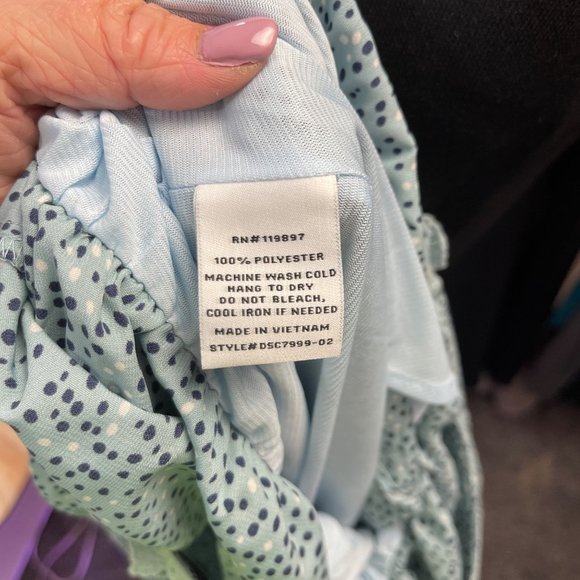 RN#119897
100% POLYESTER
MACHINE WASH COLD
HANG TO DRY
DO NOT BLEACH,
COOL IRON IF NEEDED
MADE IN VIETNAM
STYLE#DSC7999-02